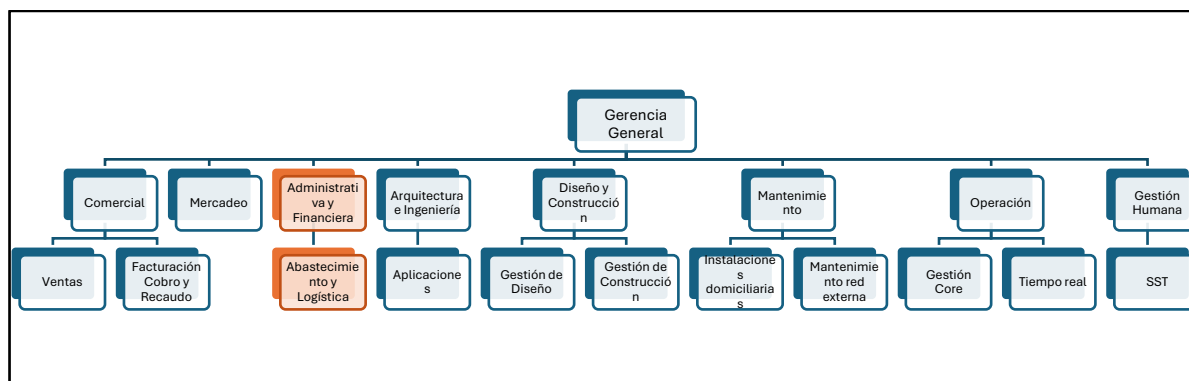 Gerencia
General
Comercial
Mercadeo
Administrati
va y
Financiera
Arquitectura
e Ingeniería
Diseño y
Construcció
n
Mantenimie
nto
Operación
Gestión
Humana
Ventas
Facturación
Cobro y
Recaudo
Abastecimie
nto y
Logística
Aplicacione
s
Gestión de
Diseño
Gestión de
Construcció
n
Instalacione
s
domiciliaria
s
Mantenimie
nto red
externa
Gestión
Core
Tiempo real
SST